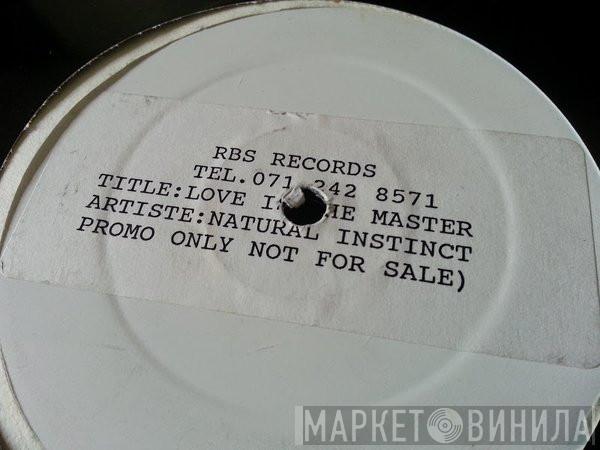 RBS RECORDS
TEL.071 242 8571
TITLE:LOVE HE MASTER
ARTISTE:NATURAL INSTINCT
PROMO ONLY NOT FOR SALE)
МАРКЕТ ВИНИЛА